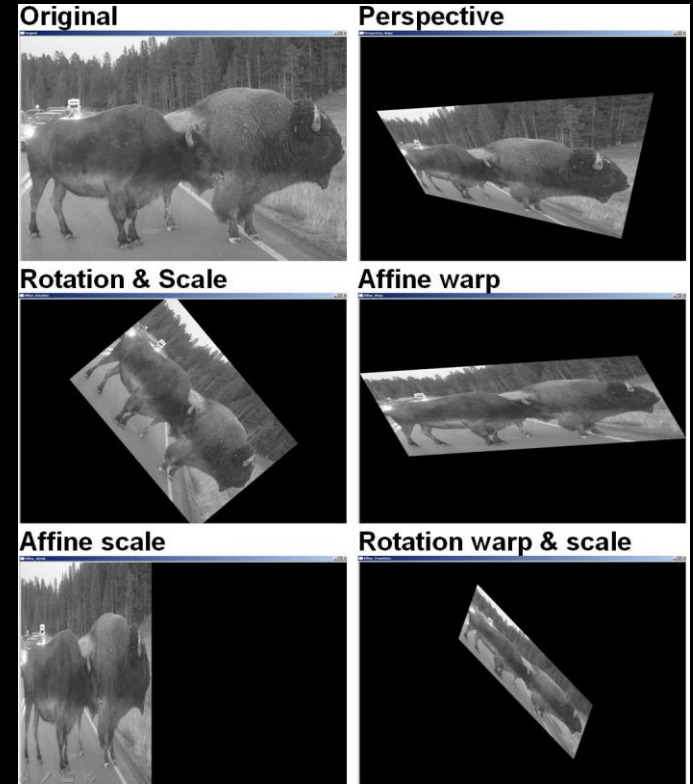 Original
Perspective
Rotation & Scale
Affine warp
Affine scale
Rotation warp & scale